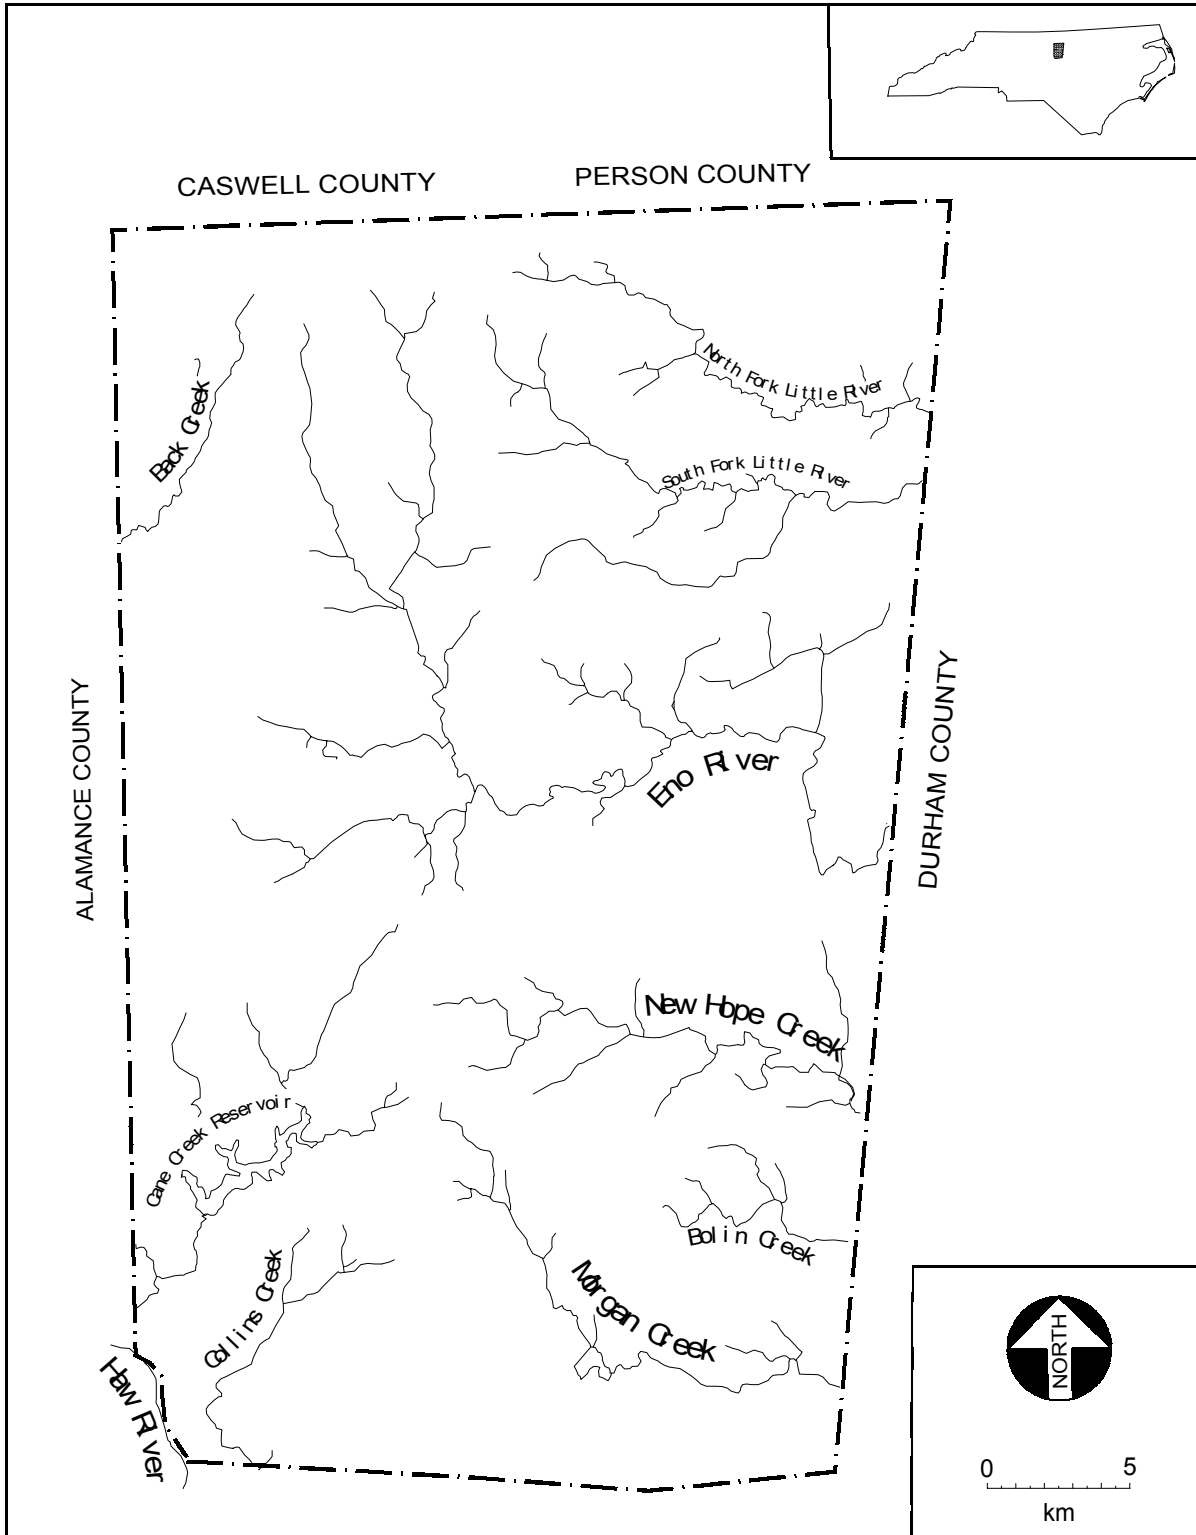 CASWELL COUNTY
PERSON COUNTY
North Fork Little River
Back Creek
South Fork Little River
ALAMANCE COUNTY
DURHAM COUNTY
Eno River
New Hope Creek
Cane Creek Reservoir
Bolin Creek
Collins Creek
Morgan Creek
Haw River
NORTH
0 5
km